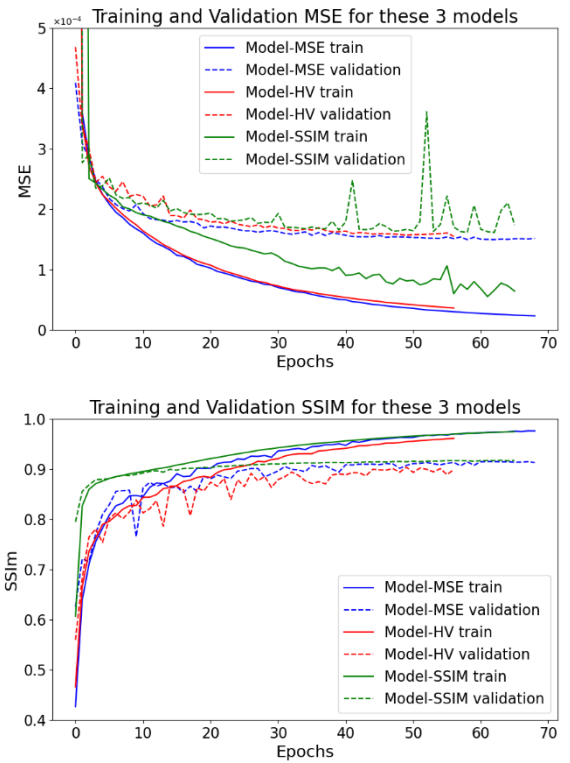 Training and Validation MSE for these 3 models
1e−4
5
4
3
2
1
0
MSE
Model-MSE train
Model-MSE validation
Model-HV train
Model-HV validation
Model-SSIM train
Model-SSIM validation
0 10 20 30 40 50 60 70
Epochs
Training and Validation SSIM for these 3 models
1.0
0.9
0.8
0.7
0.6
0.5
0.4
SSIm
Model-MSE train
Model-MSE validation
Model-HV train
Model-HV validation
Model-SSIM train
Model-SSIM validation
0 10 20 30 40 50 60 70
Epochs